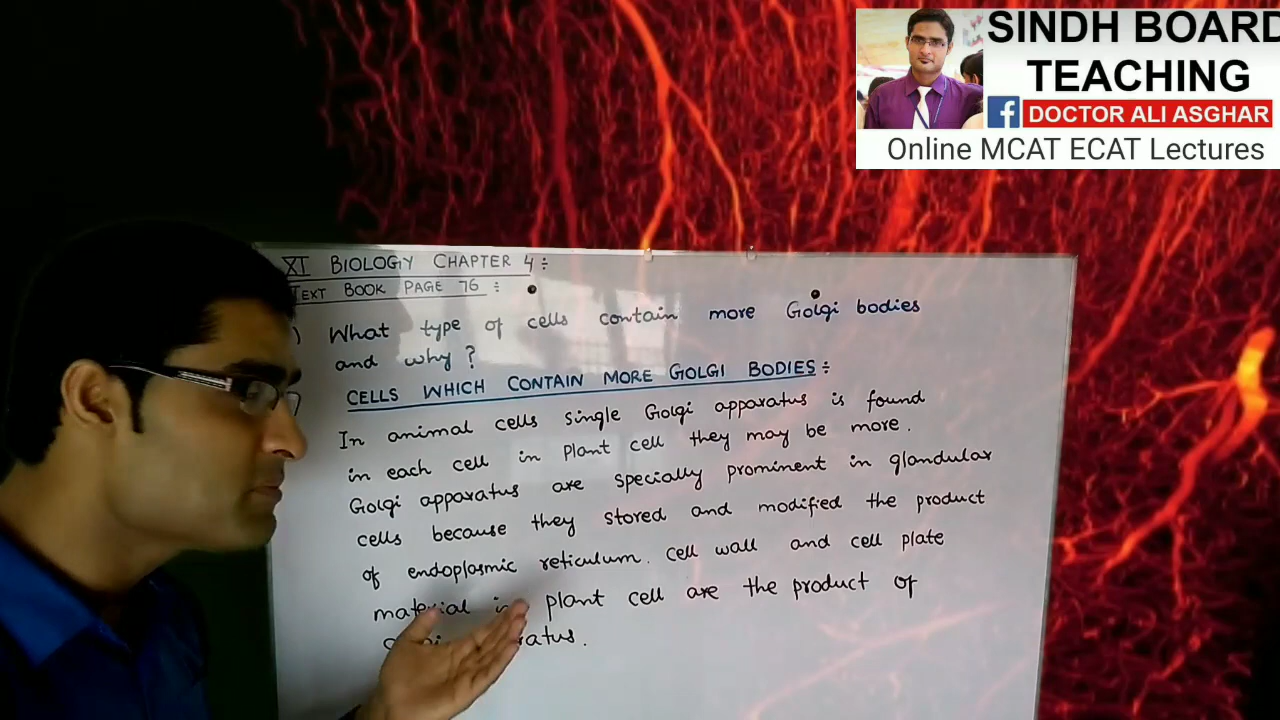 SINDH BOARD
TEACHING
f DOCTOR ALI ASGHAR
Online MCAT ECAT Lectures
XI BIOLOGY CHAPTER 4 :
TEXT BOOK PAGE 76 :
) What type of cells contain more Golgi bodies
and why ?
CELLS WHICH CONTAIN MORE GOLGI BODIES :
In animal cells single Golgi apparatus is found
in each cell in plant cell they may be more .
Golgi apparatus are specially prominent in glandular
cells because they stored and modified the product
of endoplasmic reticulum . cell wall and cell plate
material in plant cell are the product of